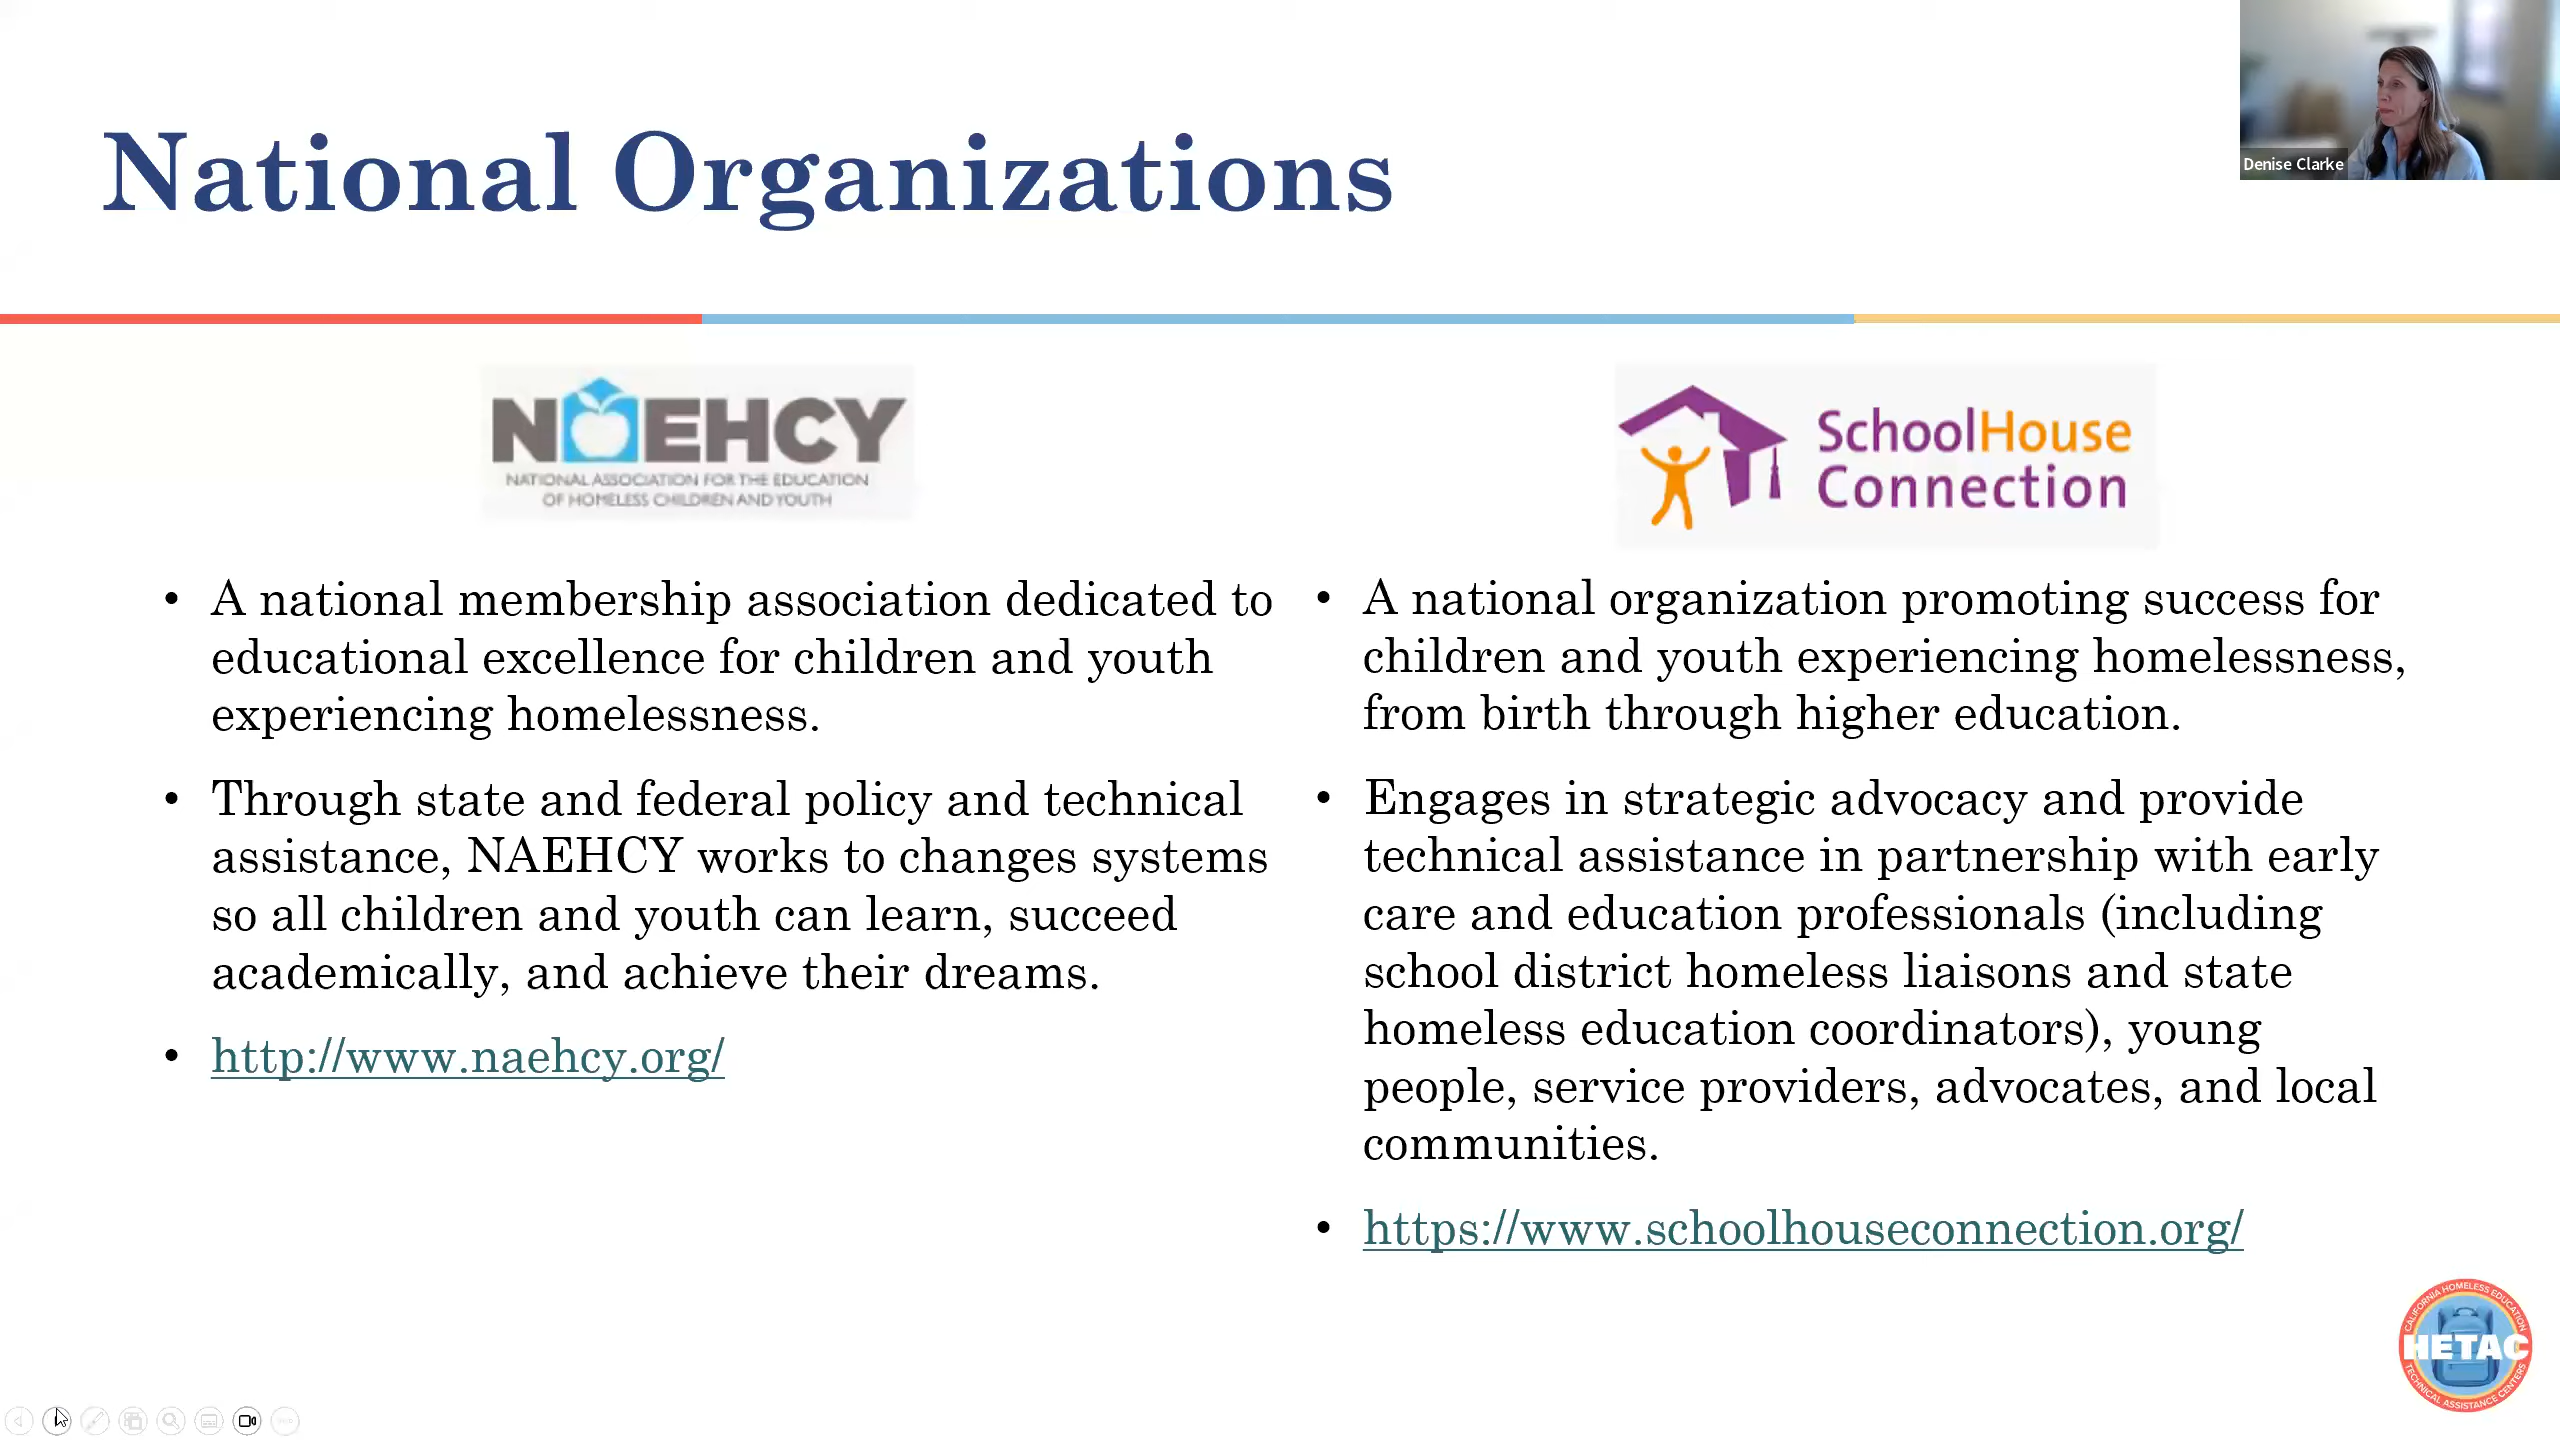 National Organizations
Denise Clarke
NAEHCY
NATIONAL ASSOCIATION FOR THE EDUCATION
OF HOMELESS CHILDREN AND YOUTH
• A national membership association dedicated to
educational excellence for children and youth
experiencing homelessness.
• Through state and federal policy and technical
assistance, NAEHCY works to changes systems
so all children and youth can learn, succeed
academically, and achieve their dreams.
• http://www.naehcy.org/
SchoolHouse
Connection
• A national organization promoting success for
children and youth experiencing homelessness,
from birth through higher education.
• Engages in strategic advocacy and provide
technical assistance in partnership with early
care and education professionals (including
school district homeless liaisons and state
homeless education coordinators), young
people, service providers, advocates, and local
communities.
• https://www.schoolhouseconnection.org/
CALIFORNIA HOMELESS EDUCATION
HETAC
TECHNICAL ASSISTANCE CENTERS